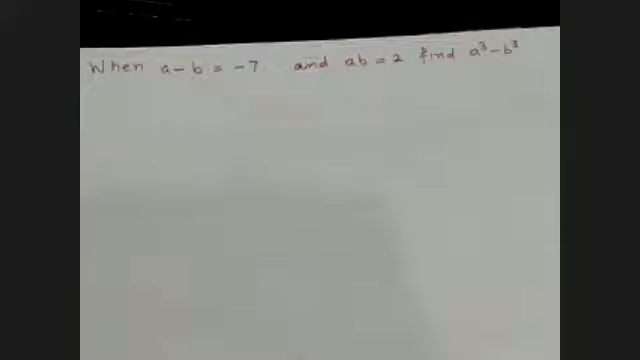 When a - b = -7 and ab = 2 find a³ - b³